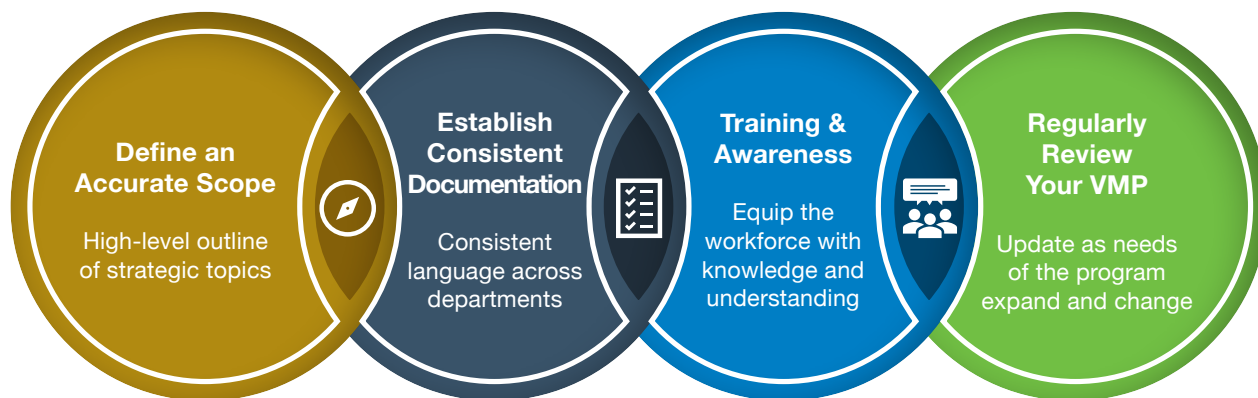 Define an
Accurate Scope
High-level outline
of strategic topics
Establish
Consistent
Documentation
Consistent
language across
departments
Training &
Awareness
Equip the
workforce with
knowledge and
understanding
Regularly
Review
Your VMP
Update as needs
of the program
expand and change